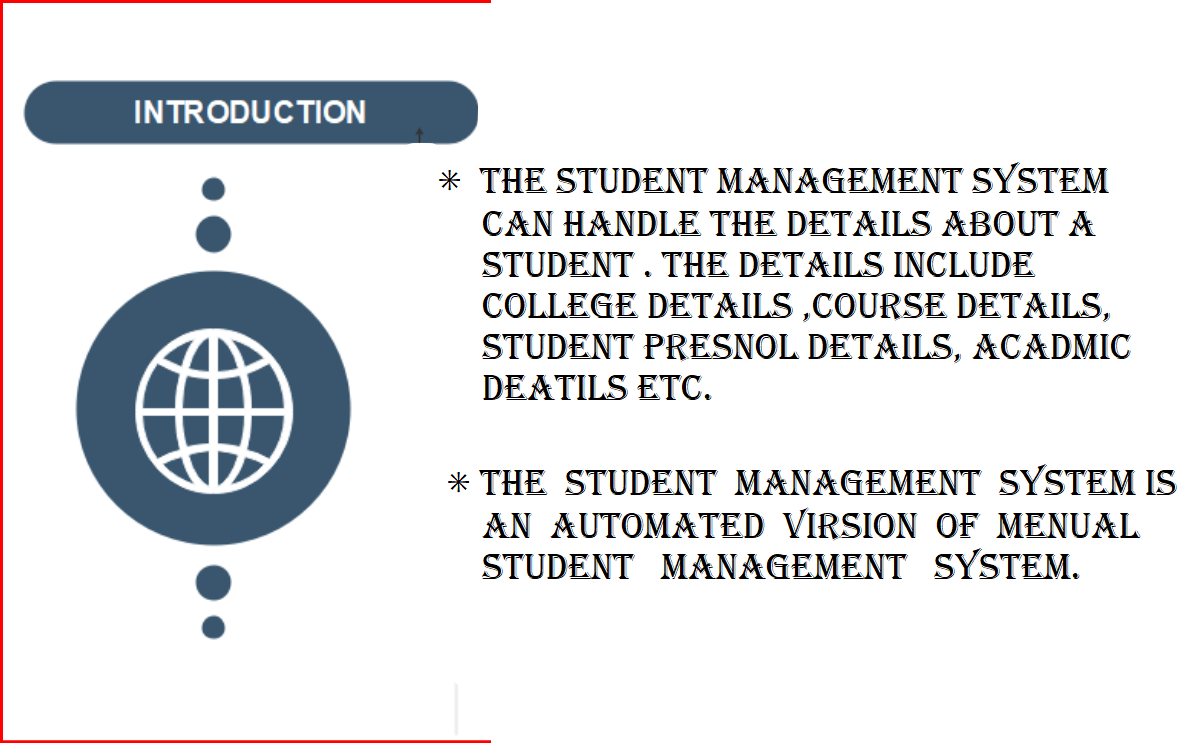 INTRODUCTION
* THE STUDENT MANAGEMENT SYSTEM
CAN HANDLE THE DETAILS ABOUT A
STUDENT . THE DETAILS INCLUDE
COLLEGE DETAILS ,COURSE DETAILS,
STUDENT PRESNOL DETAILS, ACADMIC
DEATILS ETC.
* THE STUDENT MANAGEMENT SYSTEM IS
AN AUTOMATED VIRSION OF MENUAL
STUDENT MANAGEMENT SYSTEM.